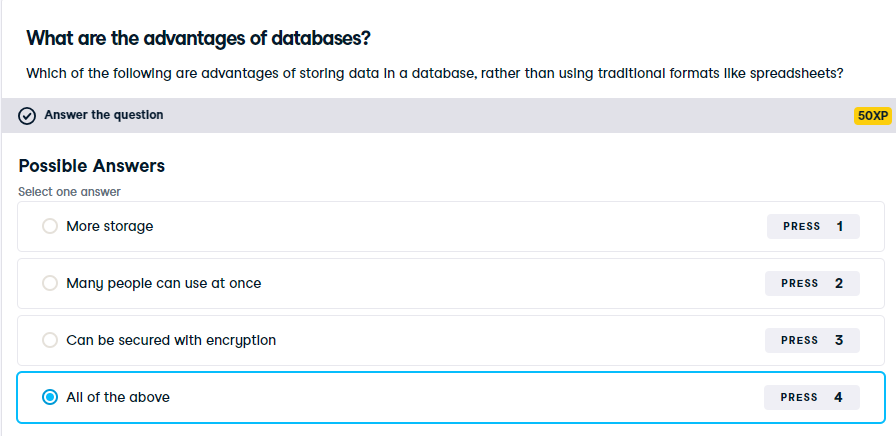 What are the advantages of databases?
Which of the following are advantages of storing data in a database, rather than using traditional formats like spreadsheets?
Answer the question
50XP
Possible Answers
Select one answer
More storage PRESS 1
Many people can use at once PRESS 2
Can be secured with encryption PRESS 3
All of the above PRESS 4